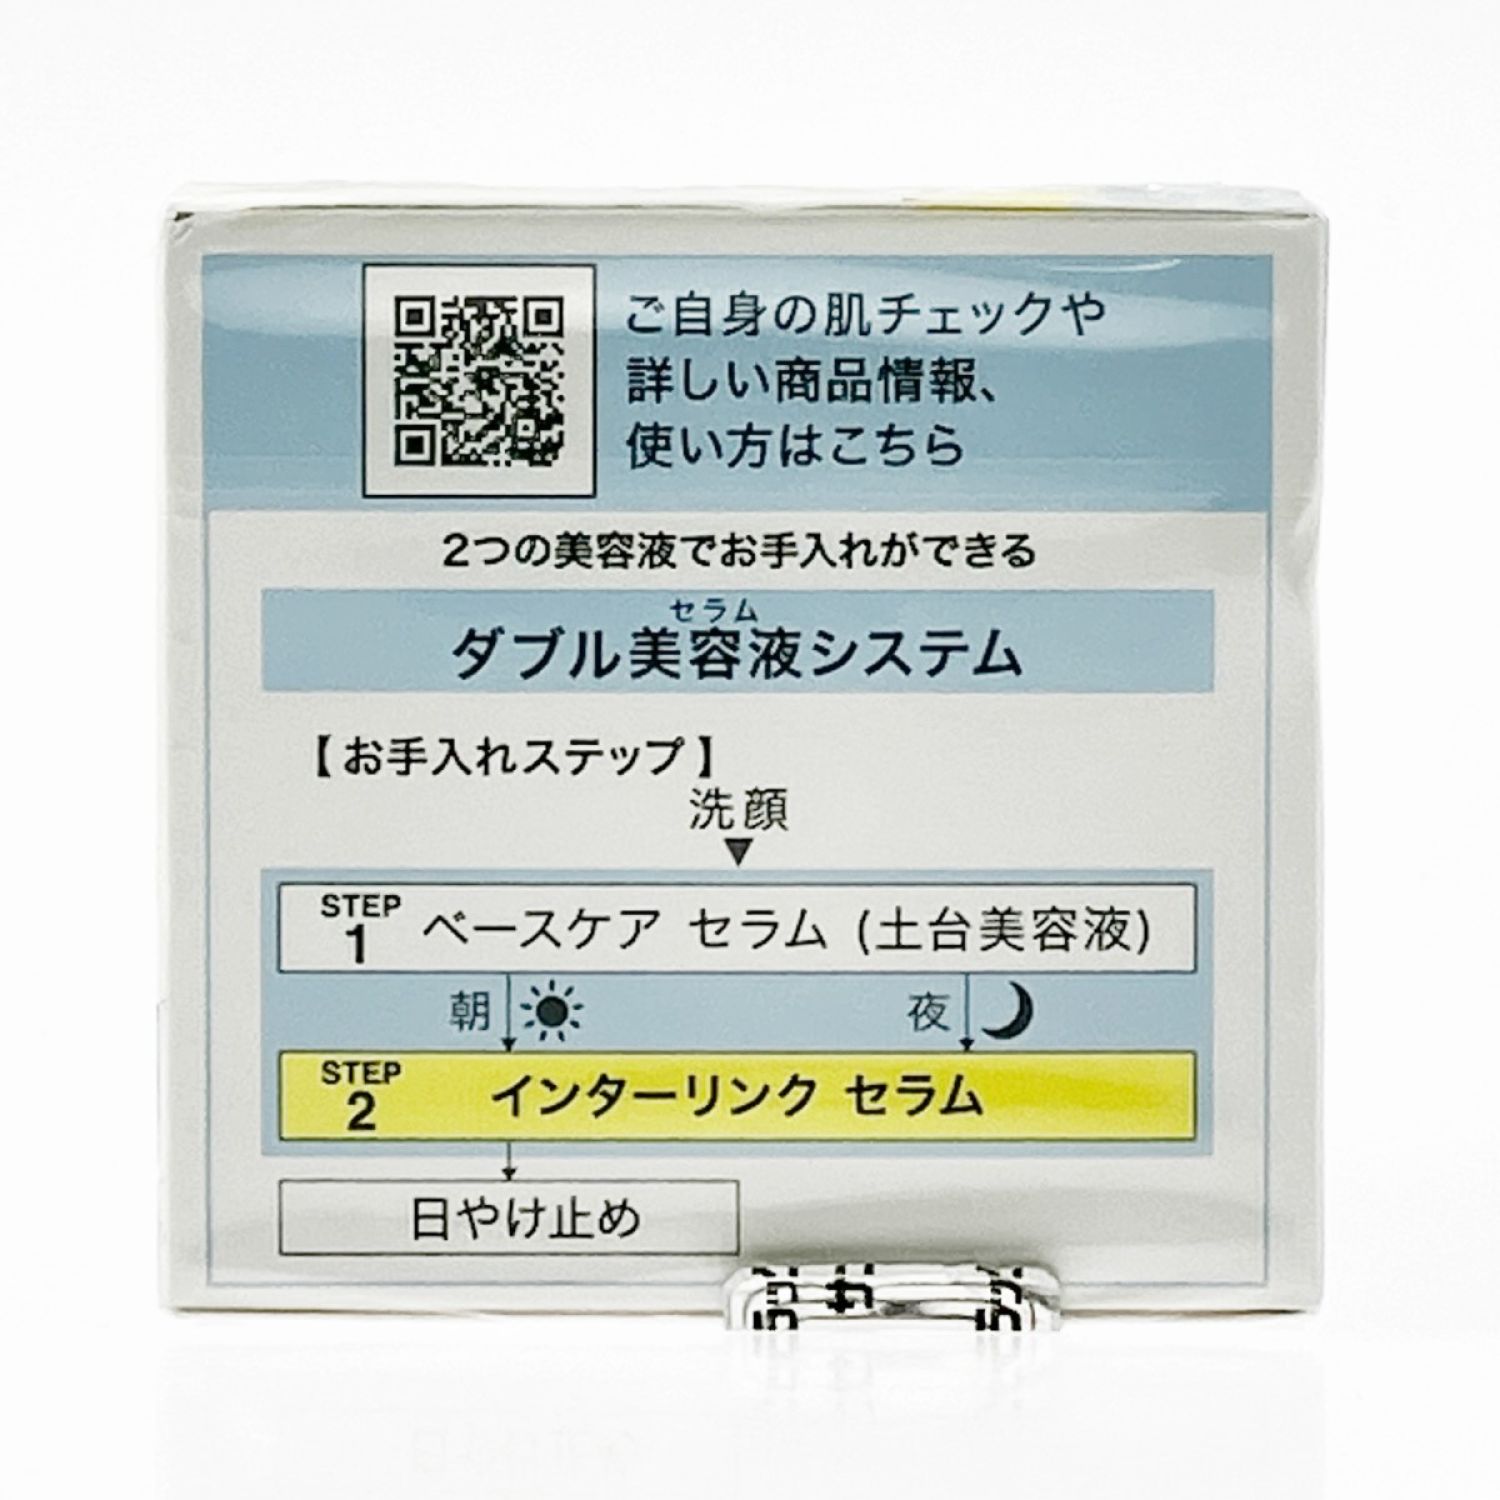 ご自身の肌チェックや
詳しい商品情報、
使い方はこちら
2つの美容液でお手入れができる
セラム
ダブル美容液システム
【お手入れステップ】
洗顔
▼
STEP 1 ベースケア セラム (土台美容液)
朝 夜
STEP 2 インターリンク セラム
日やけ止め